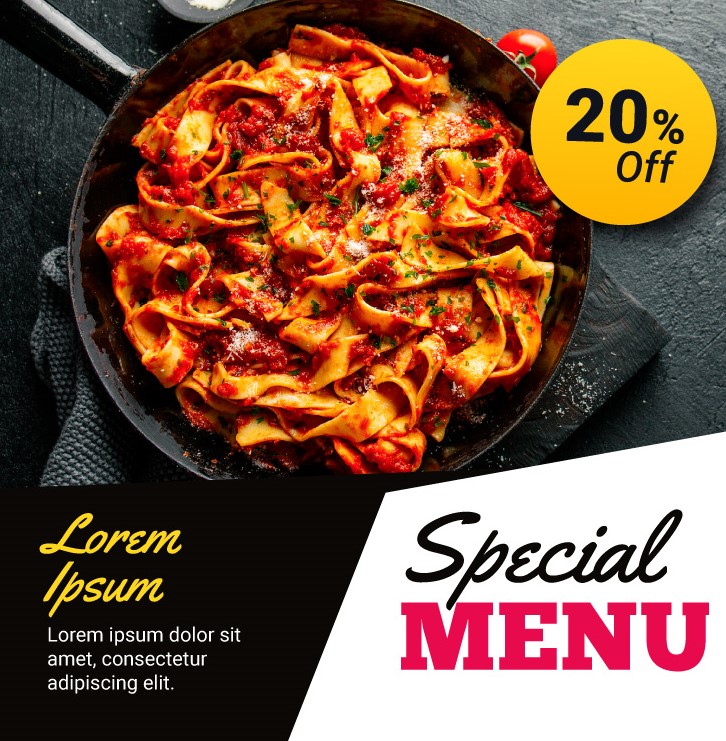 20%
Off
Lorem
Ipsum
Lorem ipsum dolor sit
amet, consectetur
adipiscing elit.
Special
MENU